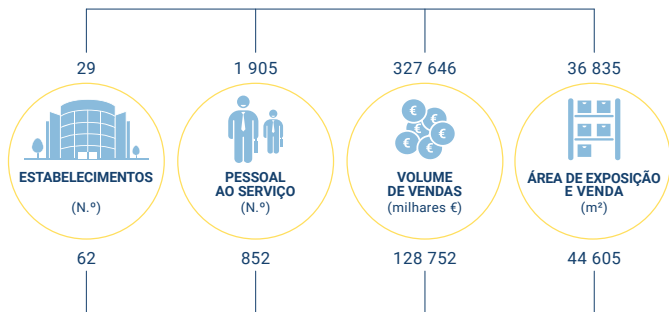 29
1 905
327 646
36 835
ESTABELECIMENTOS
(N.º)
PESSOAL
AO SERVIÇO
(N.º)
€
€
€
€
€
€
VOLUME
DE VENDAS
(milhares €)
ÁREA DE EXPOSIÇÃO
E VENDA
(m²)
62
852
128 752
44 605